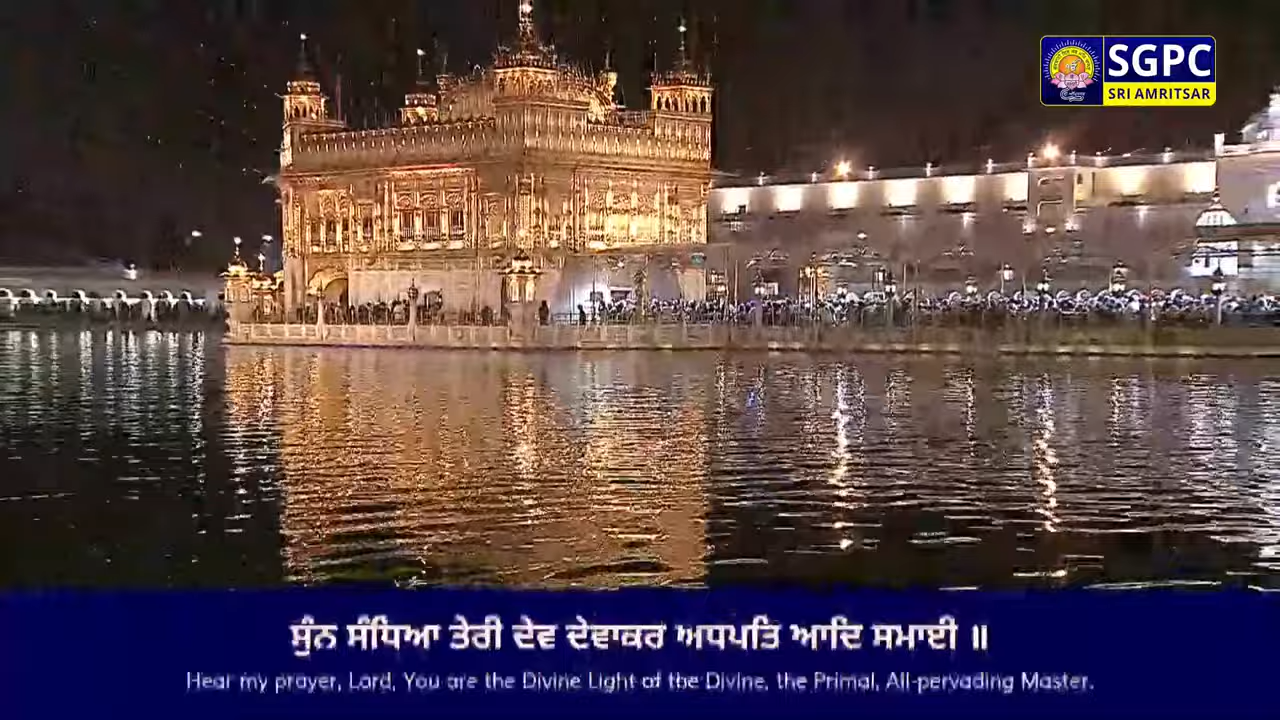 SGPC
SRI AMRITSAR
ਸੁੰਨ ਸੰਧਿਆ ਤੇਰੀ ਦੇਵ ਦੇਵਾਕਰ ਅਧਪਤਿ ਆਦਿ ਸਮਾਈ ॥
Hear my prayer, Lord, You are the Divine Light of the Divine, the Primal, All-pervading Master.